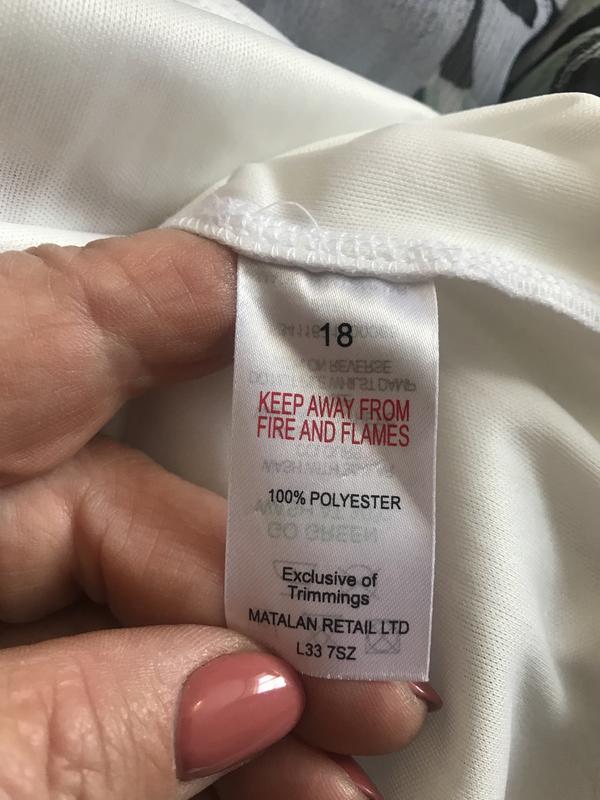 18
KEEP AWAY FROM
FIRE AND FLAMES
100% POLYESTER
Exclusive of
Trimmings
MATALAN RETAIL LTD
L33 7SZ